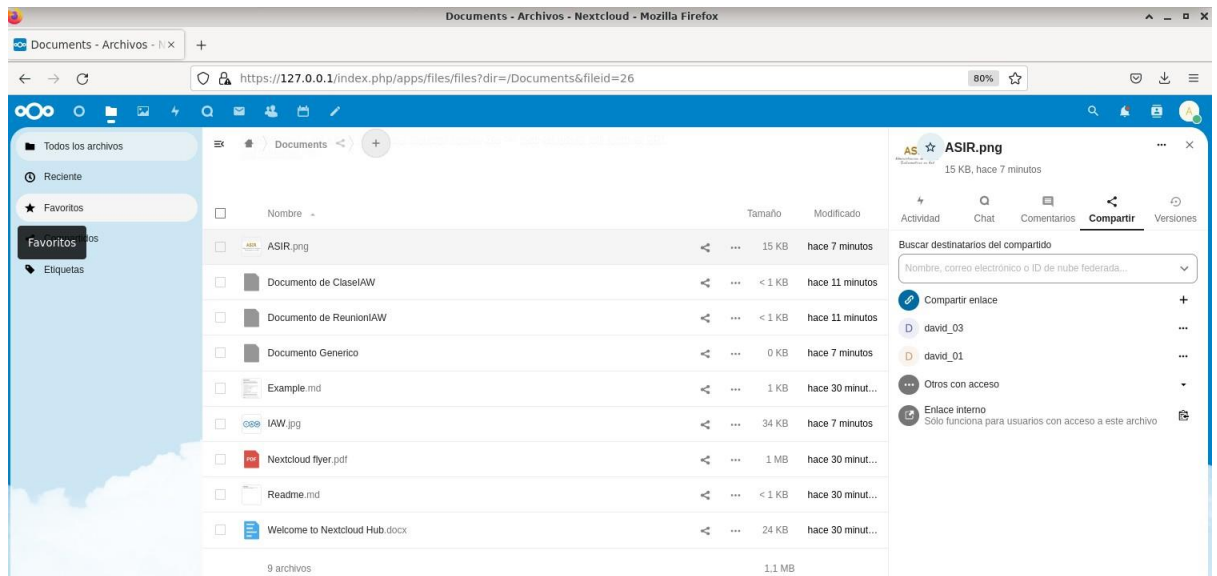 Documents - Archivos - Nextcloud - Mozilla Firefox
Documents - Archivos - N
https://127.0.0.1/index.php/apps/files/files?dir=/Documents&fileid=26
80%
A
Todos los archivos
Reciente
Favoritos
Favoritos
Etiquetas
Documents
Nombre Tamaño Modificado
ASIR.png 15 KB hace 7 minutos
Documento de ClaseIAW < 1 KB hace 11 minutos
Documento de ReunionIAW < 1 KB hace 11 minutos
Documento Generico 0 KB hace 7 minutos
Example.md 1 KB hace 30 minut...
IAW.jpg 34 KB hace 7 minutos
PDF Nextcloud flyer.pdf 1 MB hace 30 minut...
Readme.md < 1 KB hace 30 minut...
Welcome to Nextcloud Hub.docx 24 KB hace 30 minut...
9 archivos 1,1 MB
ASIR.png
15 KB, hace 7 minutos
Actividad Chat Comentarios Compartir Versiones
Buscar destinatarios del compartido
Nombre, correo electrónico o ID de nube federada...
Compartir enlace
D david_03
D david_01
Otros con acceso
Enlace interno
Sólo funciona para usuarios con acceso a este archivo